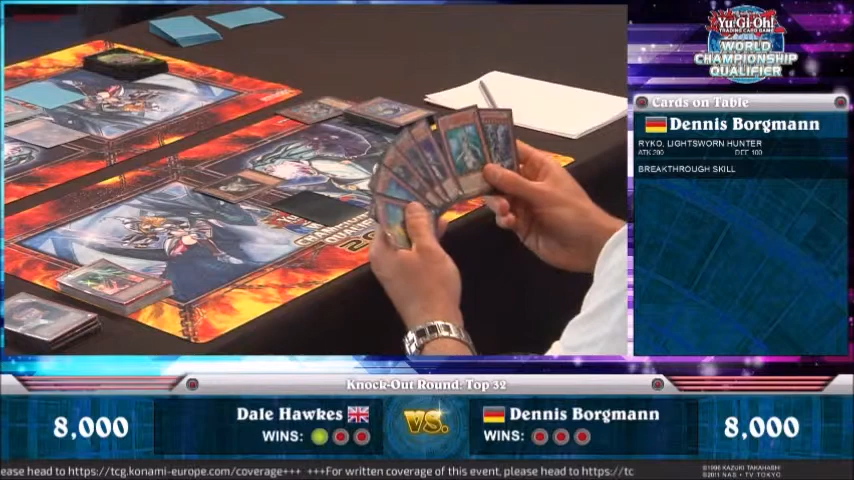 Yu-Gi-Oh!
TRADING CARD GAME
WORLD
CHAMPIONSHIP
QUALIFIER
Cards on Table
Dennis Borgmann
RYKO, LIGHTSWORN HUNTER
ATK 200 DEF 100
BREAKTHROUGH SKILL
Knock-Out Round: Top 32
8,000
Dale Hawkes
WINS:
VS.
Dennis Borgmann
WINS:
8,000
ease head to https://tcg.konami-europe.com/coverage+++ +++For written coverage of this event, please head to https://tc
©1996 KAZUKI TAKAHASHI
©2011 NAS • TV TOKYO